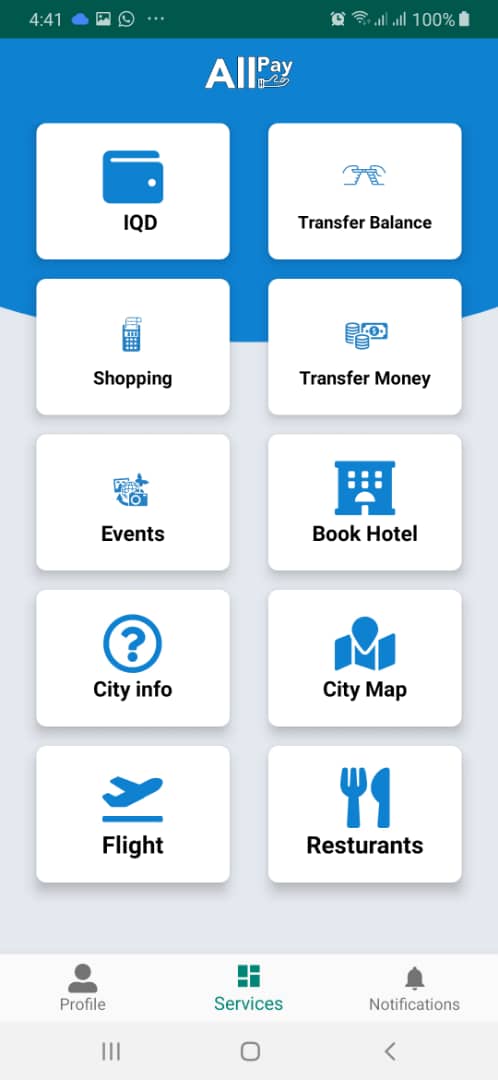 4:41
100%
All Pay
IQD
Transfer Balance
Shopping
Transfer Money
Events
Book Hotel
City info
City Map
Flight
Resturants
Profile
Services
Notifications